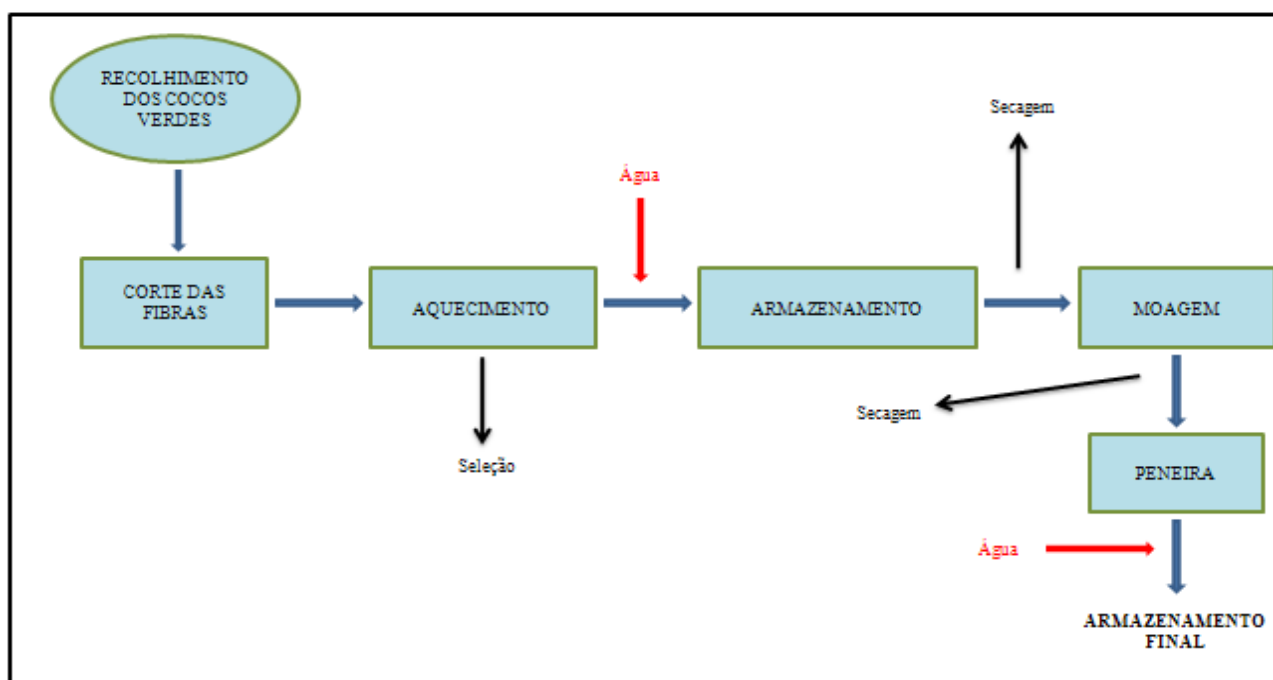 RECOLHIMENTO
DOS COCOS
VERDES
Secagem
Água
CORTE DAS
FIBRAS
AQUECIMENTO
ARMAZENAMENTO
MOAGEM
Secagem
Seleção
PENEIRA
Água
ARMAZENAMENTO
FINAL